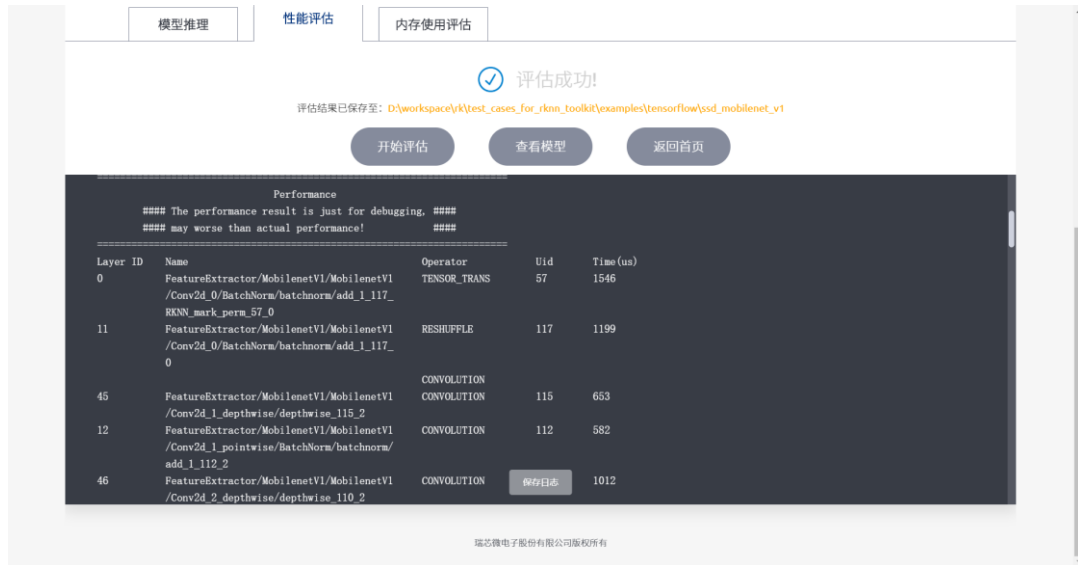 模型推理 性能评估 内存使用评估
评估成功!
评估结果已保存至：D:\workspace\rk\test_cases_for_rknn_toolkit\examples\tensorflow\ssd_mobilenet_v1
开始评估 查看模型 返回首页
========================================================================
Performance
#### The performance result is just for debugging, ####
#### may worse than actual performance! ####
========================================================================
Layer ID Name Operator Uid Time(us)
0 FeatureExtractor/MobilenetV1/MobilenetV1 TENSOR_TRANS 57 1546
/Conv2d_0/BatchNorm/batchnorm/add_1_117_
RKNN_mark_perm_57_0
11 FeatureExtractor/MobilenetV1/MobilenetV1 RESHUFFLE 117 1199
/Conv2d_0/BatchNorm/batchnorm/add_1_117_
0
CONVOLUTION
45 FeatureExtractor/MobilenetV1/MobilenetV1 CONVOLUTION 115 653
/Conv2d_1_depthwise/depthwise_115_2
12 FeatureExtractor/MobilenetV1/MobilenetV1 CONVOLUTION 112 582
/Conv2d_1_pointwise/BatchNorm/batchnorm/
add_1_112_2
46 FeatureExtractor/MobilenetV1/MobilenetV1 CONVOLUTION 保存日志 1012
/Conv2d_2_depthwise/depthwise_110_2
瑞芯微电子股份有限公司版权所有